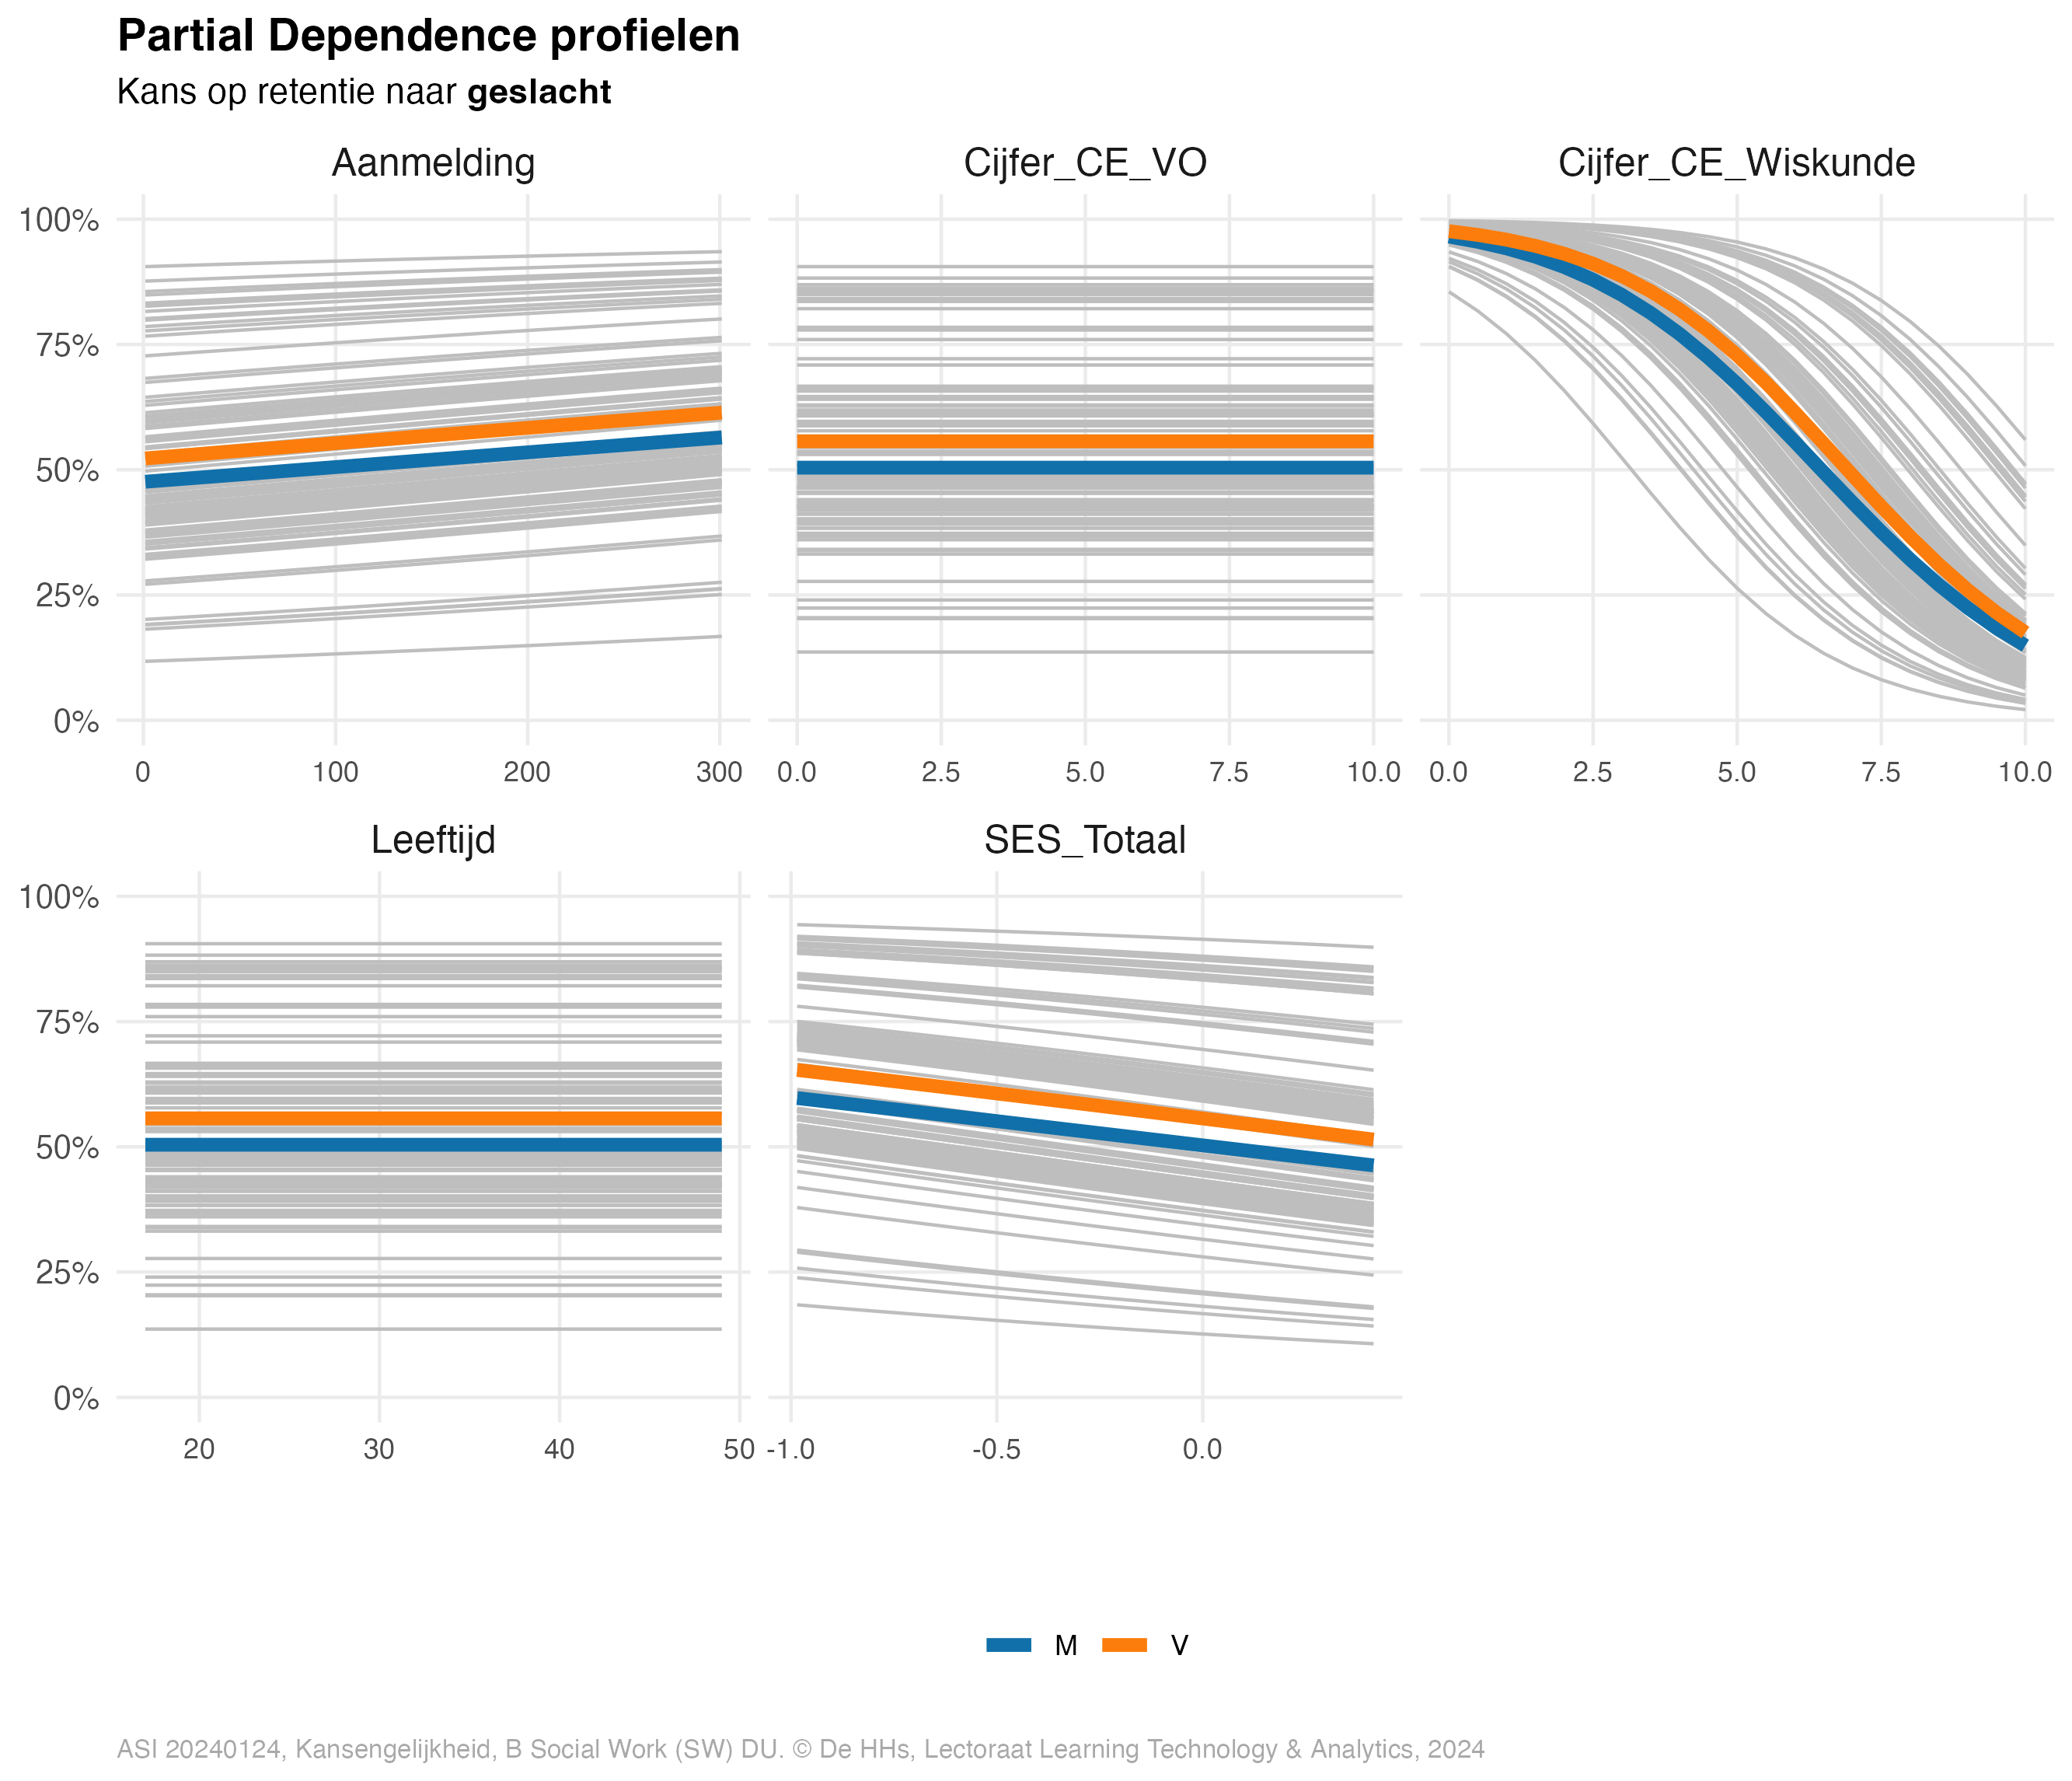 Partial Dependence profielen
Kans op retentie naar geslacht
Aanmelding
Cijfer_CE_VO
Cijfer_CE_Wiskunde
100%
75%
50%
25%
0%
0 100 200 300
0.0 2.5 5.0 7.5 10.0
0.0 2.5 5.0 7.5 10.0
Leeftijd
SES_Totaal
100%
75%
50%
25%
0%
20 30 40 50
-1.0 -0.5 0.0
M V
ASI 20240124, Kansengelijkheid, B Social Work (SW) DU. © De HHs, Lectoraat Learning Technology & Analytics, 2024